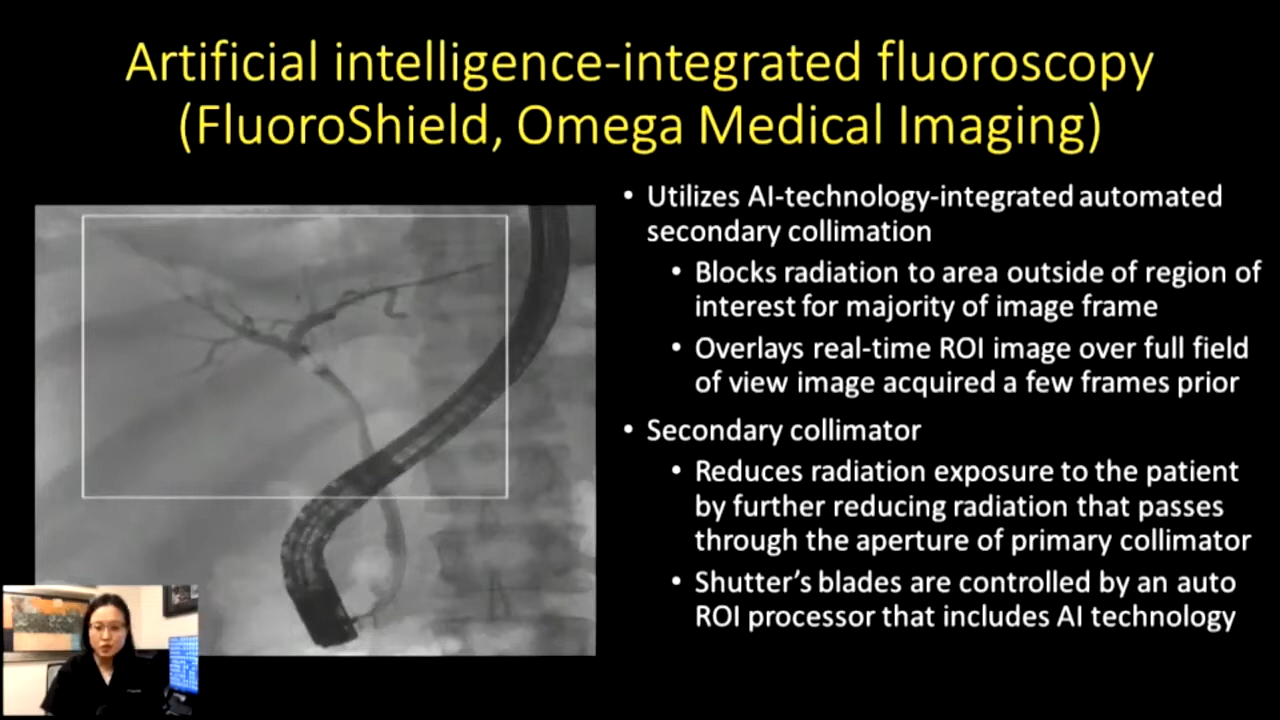 Artificial intelligence-integrated fluoroscopy
(FluoroShield, Omega Medical Imaging)
• Utilizes AI-technology-integrated automated
secondary collimation
• Blocks radiation to area outside of region of
interest for majority of image frame
• Overlays real-time ROI image over full field
of view image acquired a few frames prior
• Secondary collimator
• Reduces radiation exposure to the patient
by further reducing radiation that passes
through the aperture of primary collimator
• Shutter’s blades are controlled by an auto
ROI processor that includes AI technology